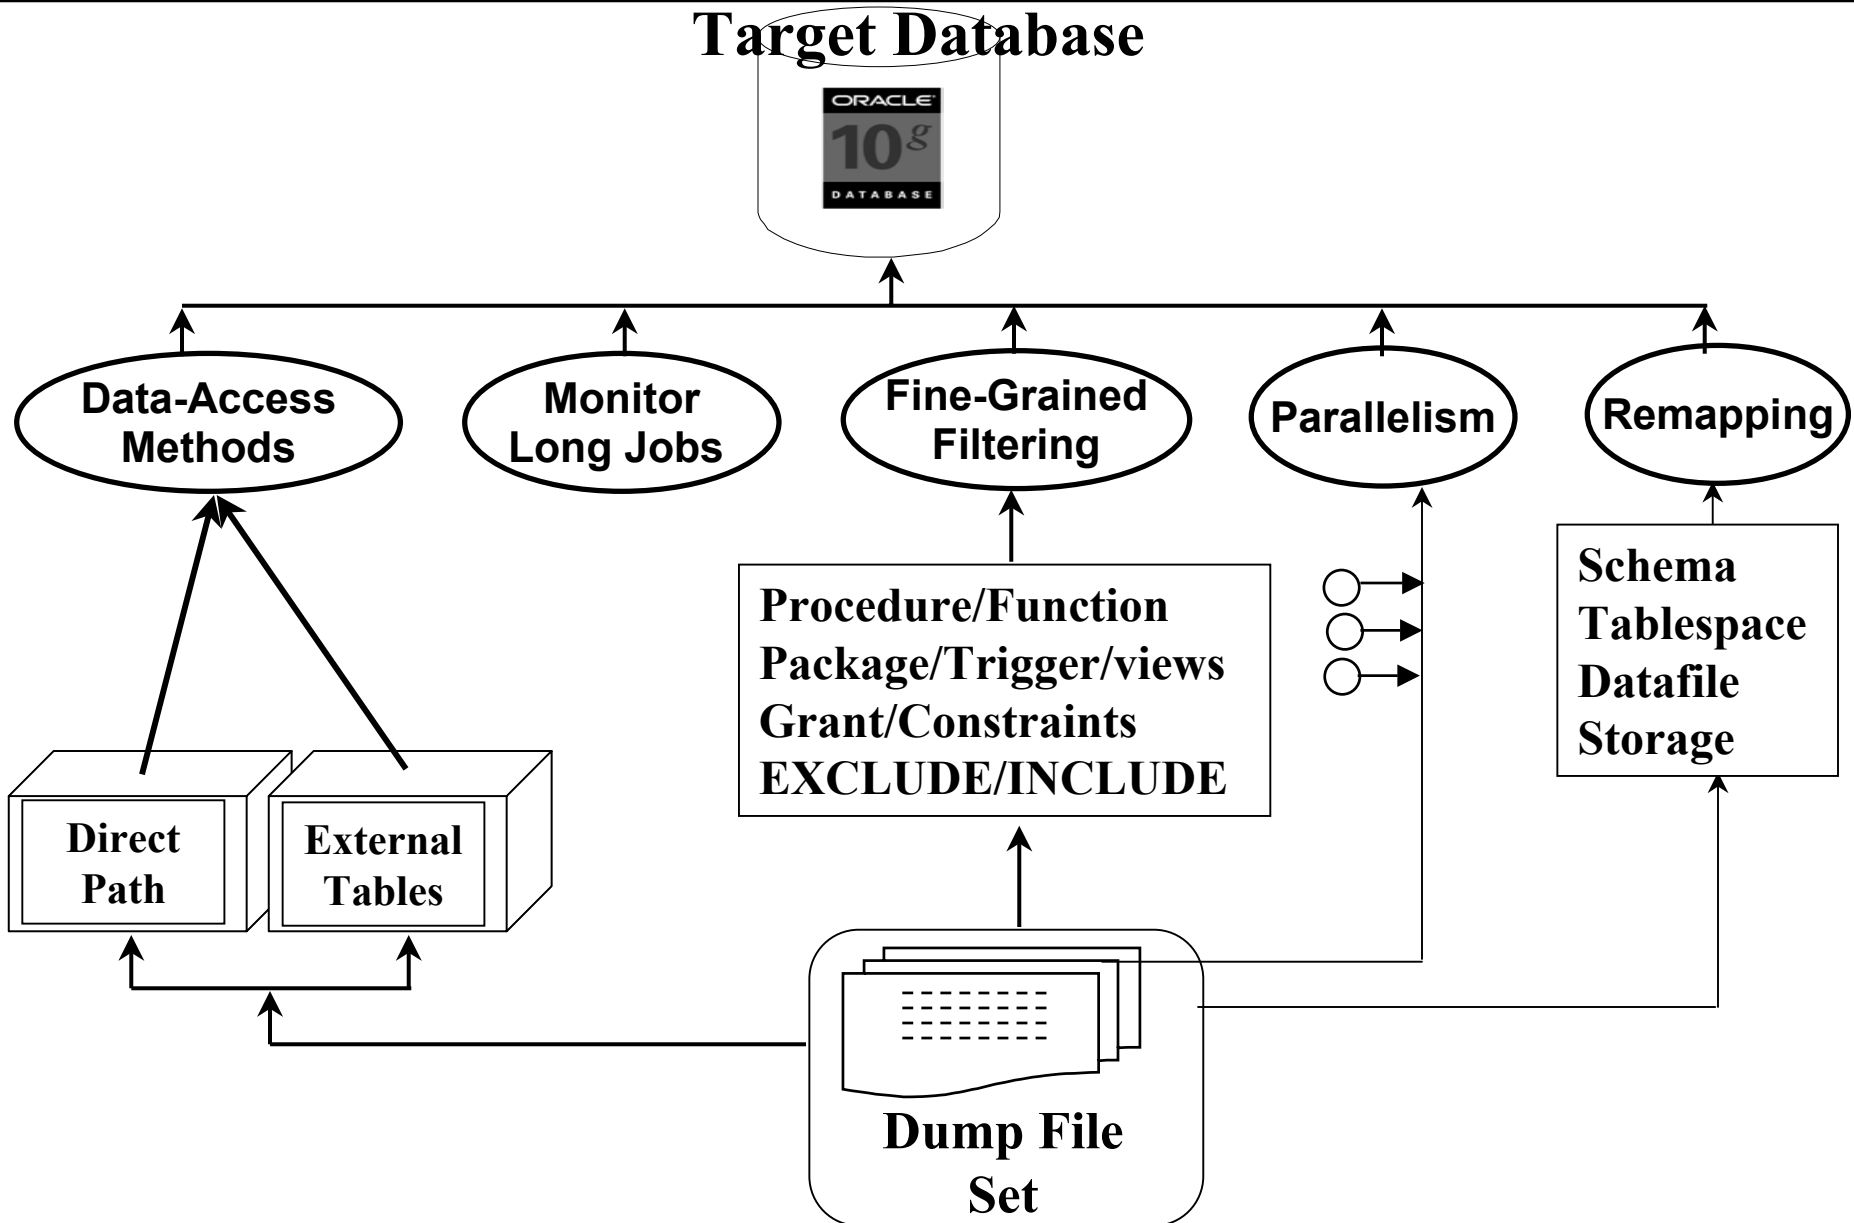 Target Database
ORACLE
10g
DATABASE
Data-Access
Methods
Monitor
Long Jobs
Fine-Grained
Filtering
Parallelism
Remapping
Procedure/Function
Package/Trigger/views
Grant/Constraints
EXCLUDE/INCLUDE
Schema
Tablespace
Datafile
Storage
Direct
Path
External
Tables
Dump File
Set